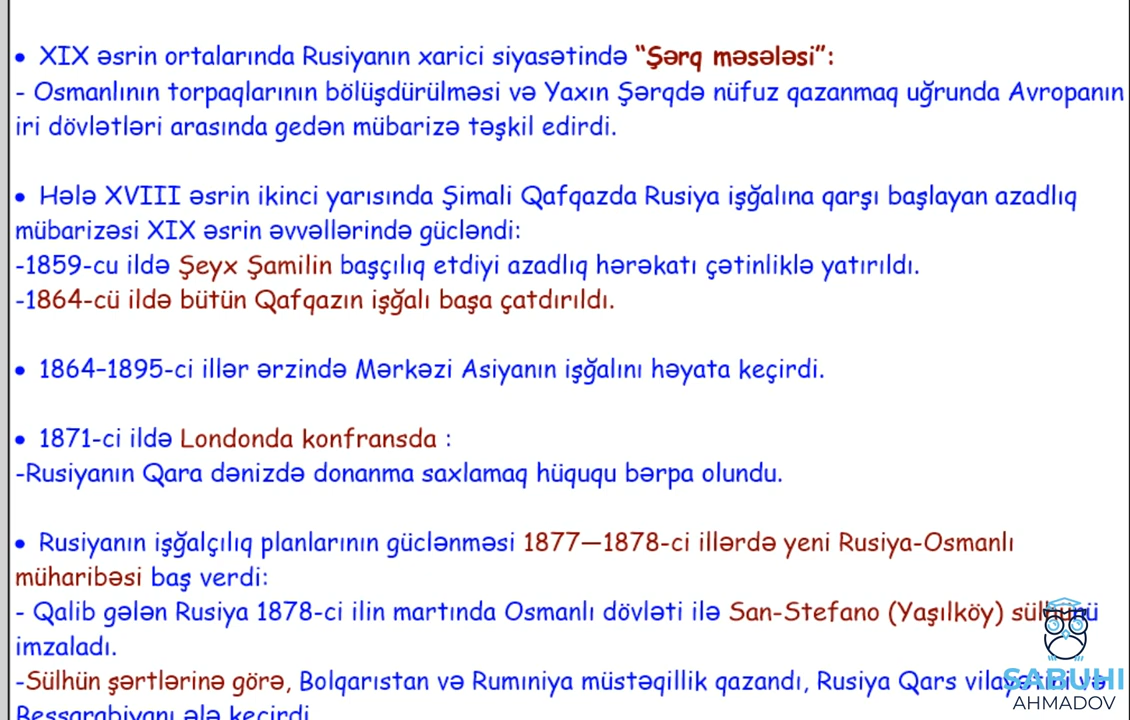 • XIX əsrin ortalarında Rusiyanın xarici siyasətində “Şərq məsələsi”:
- Osmanlının torpaqlarının bölüşdürülməsi və Yaxın Şərqdə nüfuz qazanmaq uğrunda Avropanın
iri dövlətləri arasında gedən mübarizə təşkil edirdi.
• Hələ XVIII əsrin ikinci yarısında Şimali Qafqazda Rusiya işğalına qarşı başlayan azadlıq
mübarizəsi XIX əsrin əvvəllərində gücləndi:
-1859-cu ildə Şeyx Şamilin başçılıq etdiyi azadlıq hərəkatı çətinliklə yatırıldı.
-1864-cü ildə bütün Qafqazın işğalı başa çatdırıldı.
• 1864–1895-ci illər ərzində Mərkəzi Asiyanın işğalını həyata keçirdi.
• 1871-ci ildə Londonda konfransda :
-Rusiyanın Qara dənizdə donanma saxlamaq hüququ bərpa olundu.
• Rusiyanın işğalçılıq planlarının güclənməsi 1877—1878-ci illərdə yeni Rusiya-Osmanlı
müharibəsi baş verdi:
- Qalib gələn Rusiya 1878-ci ilin martında Osmanlı dövləti ilə San-Stefano (Yaşılköy) sülhünü
imzaladı.
-Sülhün şərtlərinə görə, Bolqarıstan və Rumıniya müstəqillik qazandı, Rusiya Qars vilayətini və
Bessarabiyanı ələ keçirdi
SABUHI
AHMADOV